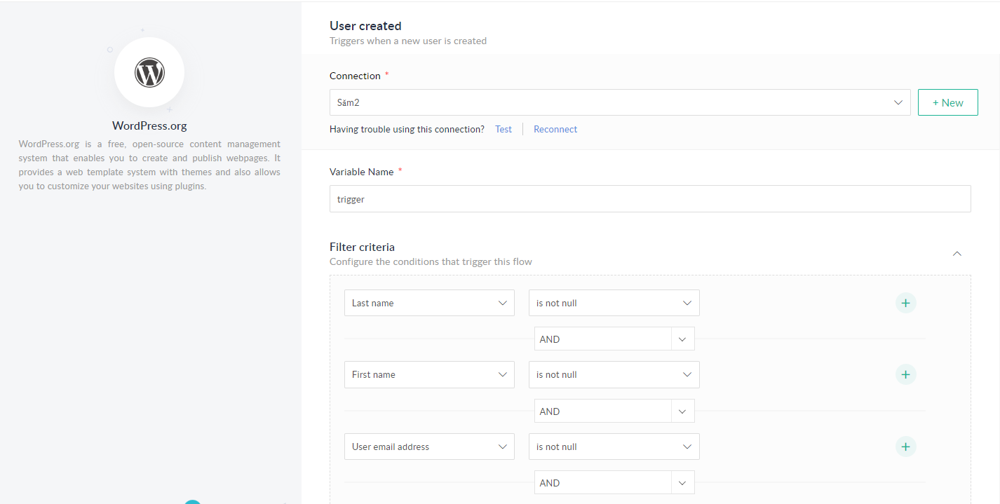 WordPress.org
WordPress.org is a free, open-source content management
system that enables you to create and publish webpages. It
provides a web template system with themes and also allows
you to customize your websites using plugins.
User created
Triggers when a new user is created
Connection *
Sám2
+ New
Having trouble using this connection? Test Reconnect
Variable Name *
trigger
Filter criteria
Configure the conditions that trigger this flow
Last name is not null
AND
First name is not null
AND
User email address is not null
AND